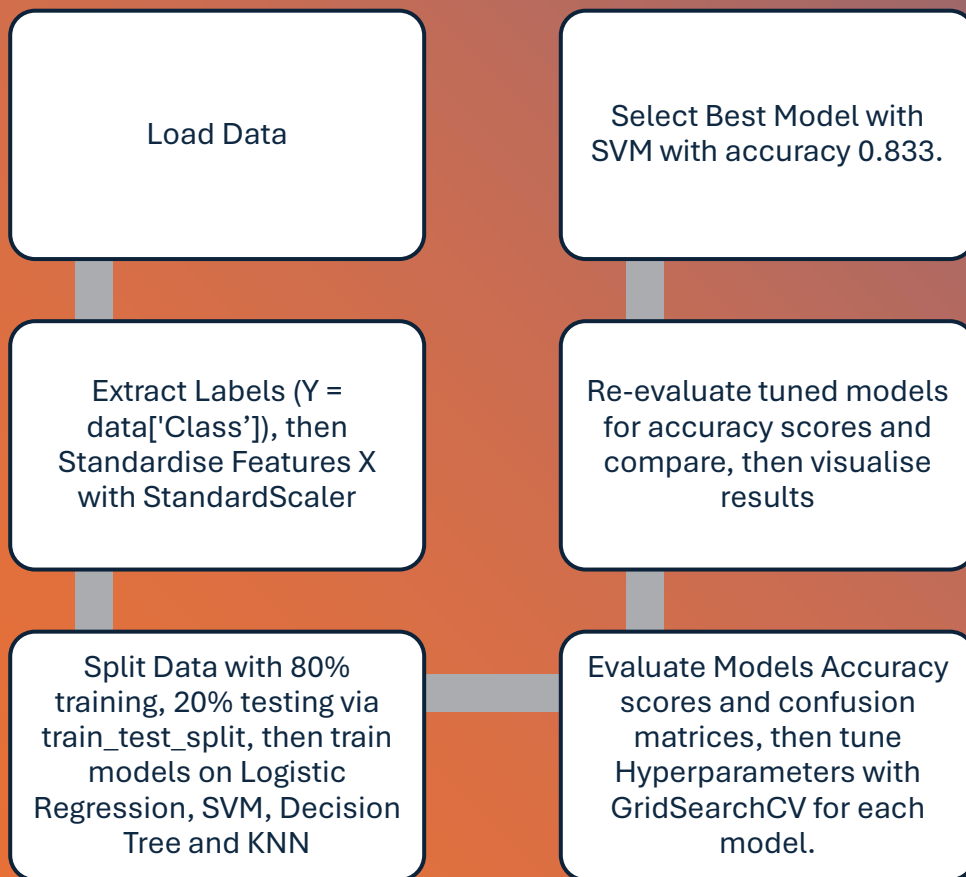 Load Data
Extract Labels (Y =
data['Class’]), then
Standardise Features X
with StandardScaler
Split Data with 80%
training, 20% testing via
train_test_split, then train
models on Logistic
Regression, SVM, Decision
Tree and KNN
Evaluate Models Accuracy
scores and confusion
matrices, then tune
Hyperparameters with
GridSearchCV for each
model.
Re-evaluate tuned models
for accuracy scores and
compare, then visualise
results
Select Best Model with
SVM with accuracy 0.833.